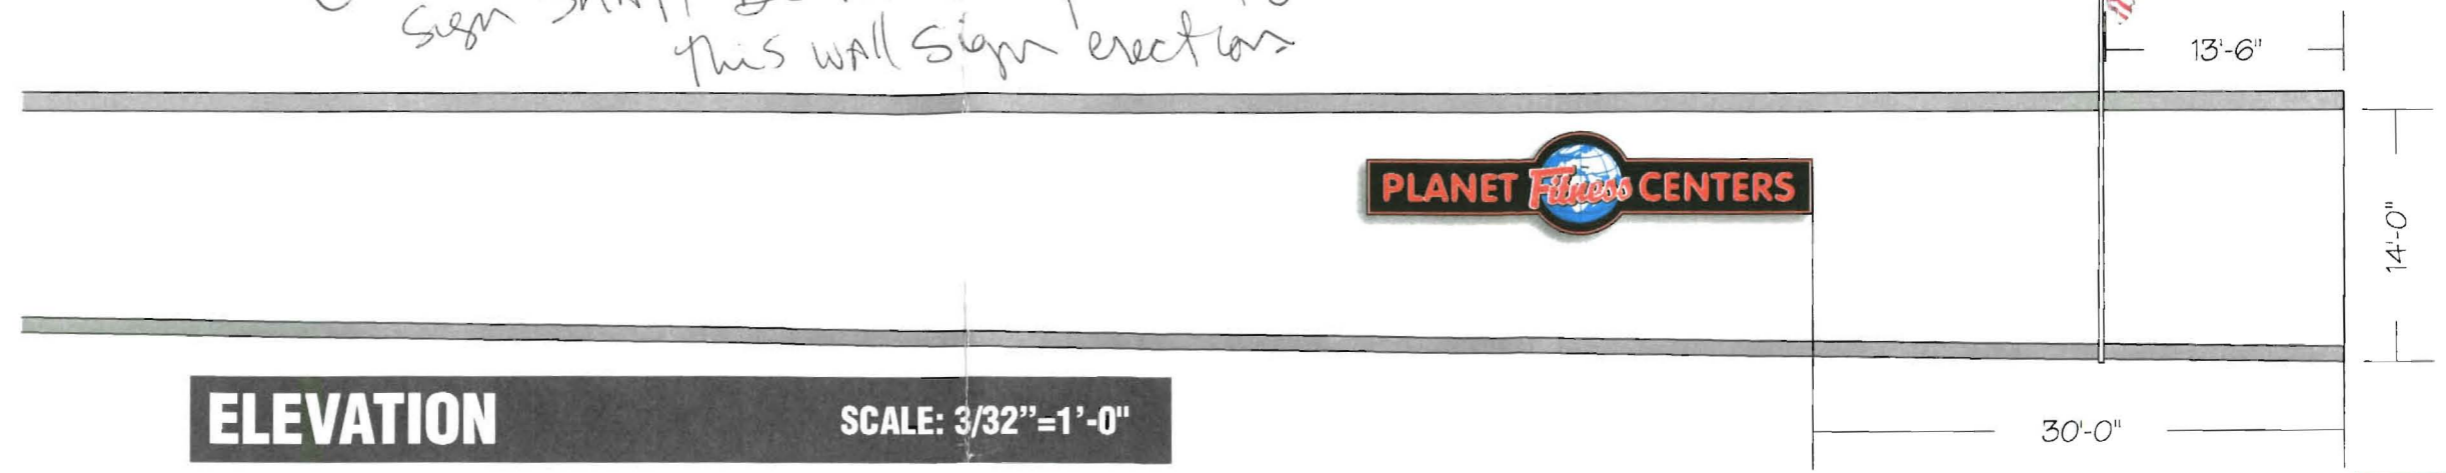 Sign
this wall sign erection
13'-6"
PLANET Fitness CENTERS
14'-0"
ELEVATION
SCALE: 3/32”=1’-0"
30'-0"